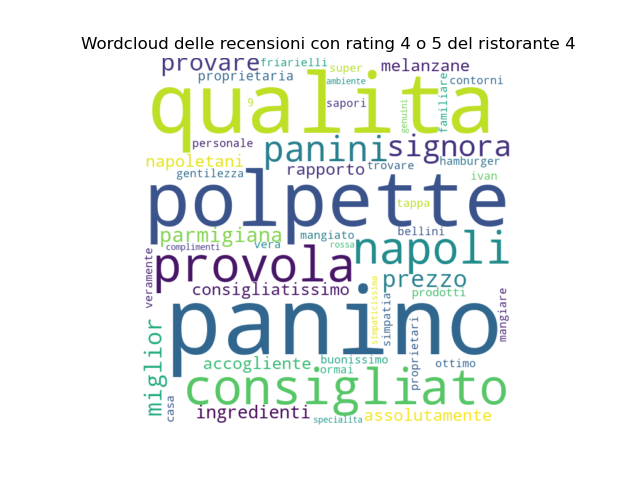 Wordcloud delle recensioni con rating 4 o 5 del ristorante 4
provare
friarielli
super
melanzane
proprietaria
ambiente
contorni
qualita
9
sapori
genuini
familiare
personale
panini
signora
napoletani
rapporto
trovare
hamburger
gentilezza
ivan
polpette
tappa
parmigiana
complimenti
vera
mangiato
rossa
bellini
napoli
veramente
provola
prezzo
consigliatissimo
simpaticissima
simpatia
prodotti
mangiare
panino
miglior
accogliente
buonissimo
ormai
proprietari
ottimo
casa
consigliato
ingredienti
specialita
assolutamente